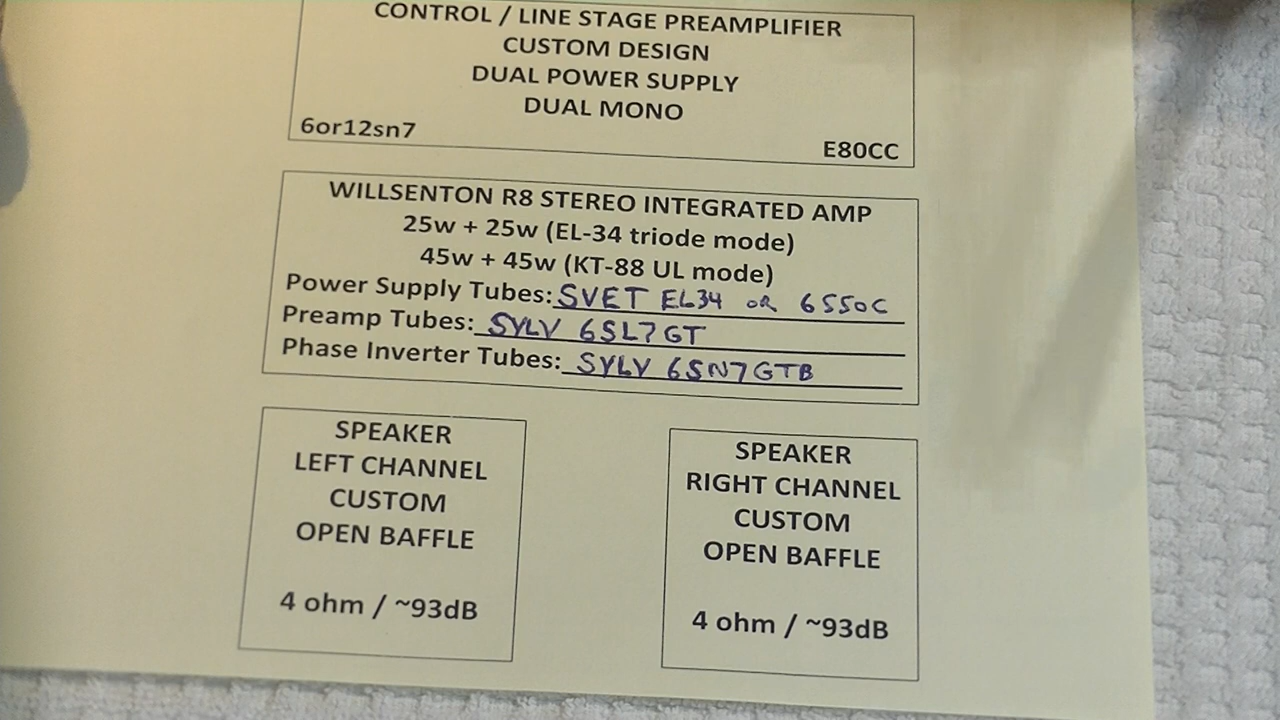 CONTROL / LINE STAGE PREAMPLIFIER
CUSTOM DESIGN
DUAL POWER SUPPLY
DUAL MONO
6or12sn7
E80CC
WILLSENTON R8 STEREO INTEGRATED AMP
25w + 25w (EL-34 triode mode)
45w + 45w (KT-88 UL mode)
Power Supply Tubes: SVET EL34 OR 6550C
Preamp Tubes: SYLV 6SL7GT
Phase Inverter Tubes: SYLV 6SN7GTB
SPEAKER
LEFT CHANNEL
CUSTOM
OPEN BAFFLE
4 ohm / ~93dB
SPEAKER
RIGHT CHANNEL
CUSTOM
OPEN BAFFLE
4 ohm / ~93dB